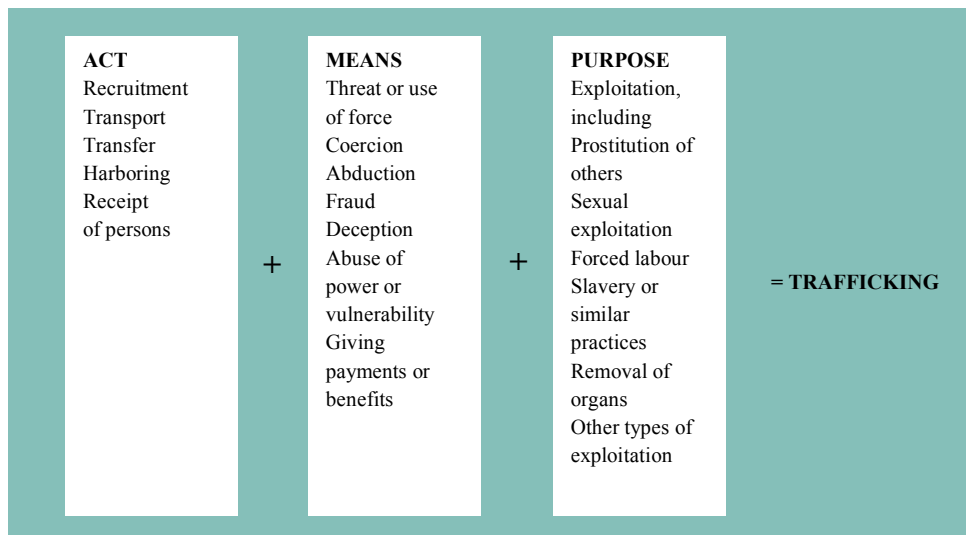 ACT
Recruitment
Transport
Transfer
Harboring
Receipt
of persons
+
MEANS
Threat or use
of force
Coercion
Abduction
Fraud
Deception
Abuse of
power or
vulnerability
Giving
payments or
benefits
+
PURPOSE
Exploitation,
including
Prostitution of
others
Sexual
exploitation
Forced labour
Slavery or
similar
practices
Removal of
organs
Other types of
exploitation
= TRAFFICKING